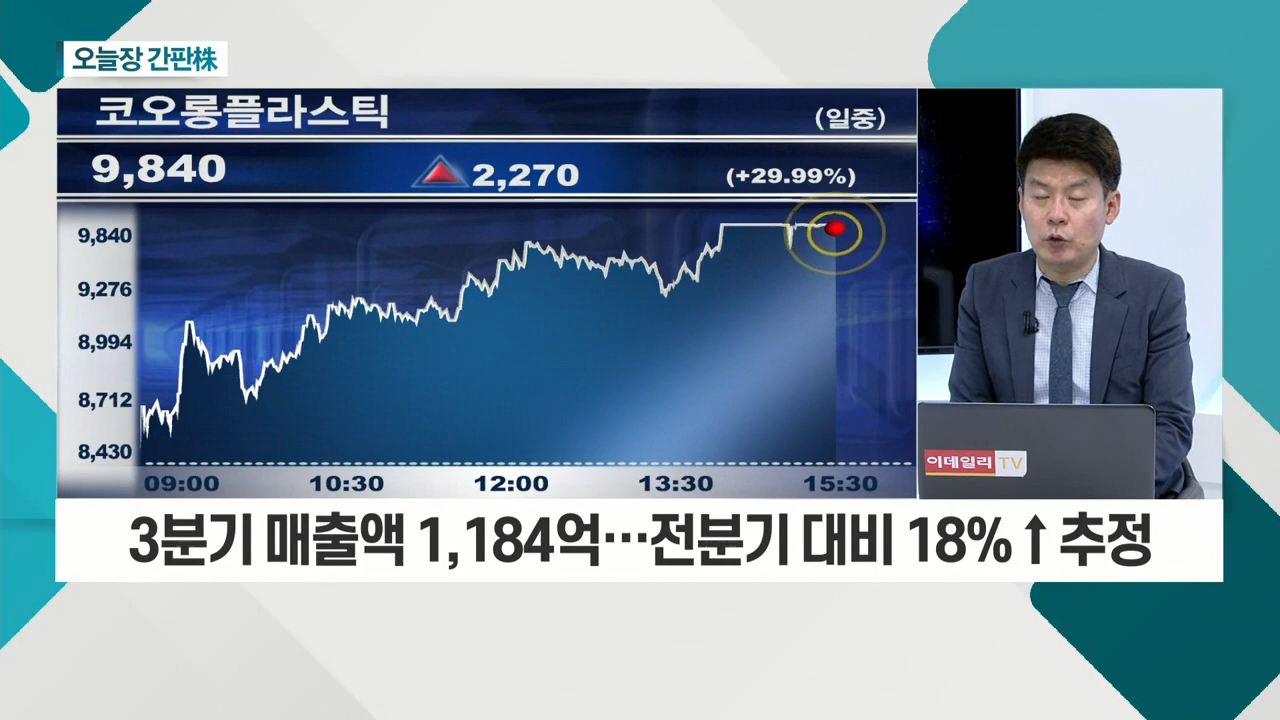 오늘장 간판株
코오롱플라스틱
(일중)
9,840 2,270 (+29.99%)
9,840
9,276
8,994
8,712
8,430
09:00 10:30 12:00 13:30 15:30
이데일리TV
3분기 매출액 1,184억…전분기 대비 18%↑추정